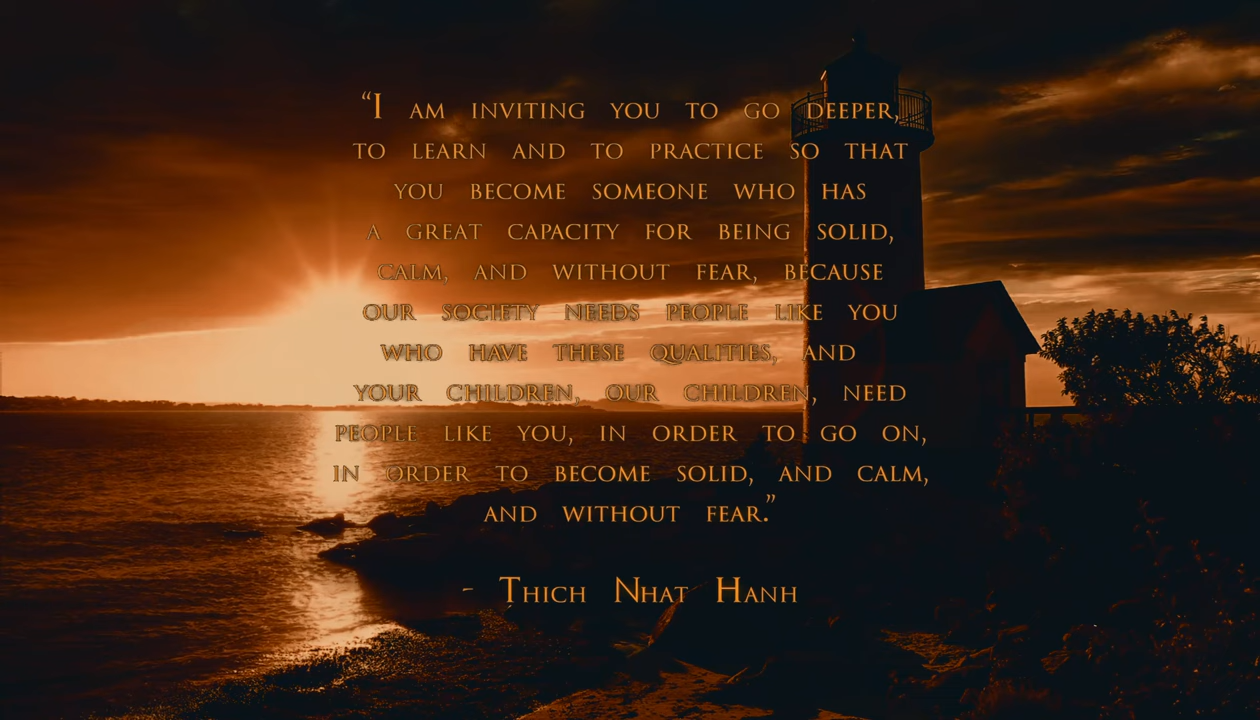 “I AM INVITING YOU TO GO DEEPER,
TO LEARN AND TO PRACTICE SO THAT
YOU BECOME SOMEONE WHO HAS
A GREAT CAPACITY FOR BEING SOLID,
CALM, AND WITHOUT FEAR, BECAUSE
OUR SOCIETY NEEDS PEOPLE LIKE YOU
WHO HAVE THESE QUALITIES, AND
YOUR CHILDREN, OUR CHILDREN, NEED
PEOPLE LIKE YOU, IN ORDER TO GO ON,
IN ORDER TO BECOME SOLID, AND CALM,
AND WITHOUT FEAR.”
- THICH NHAT HANH